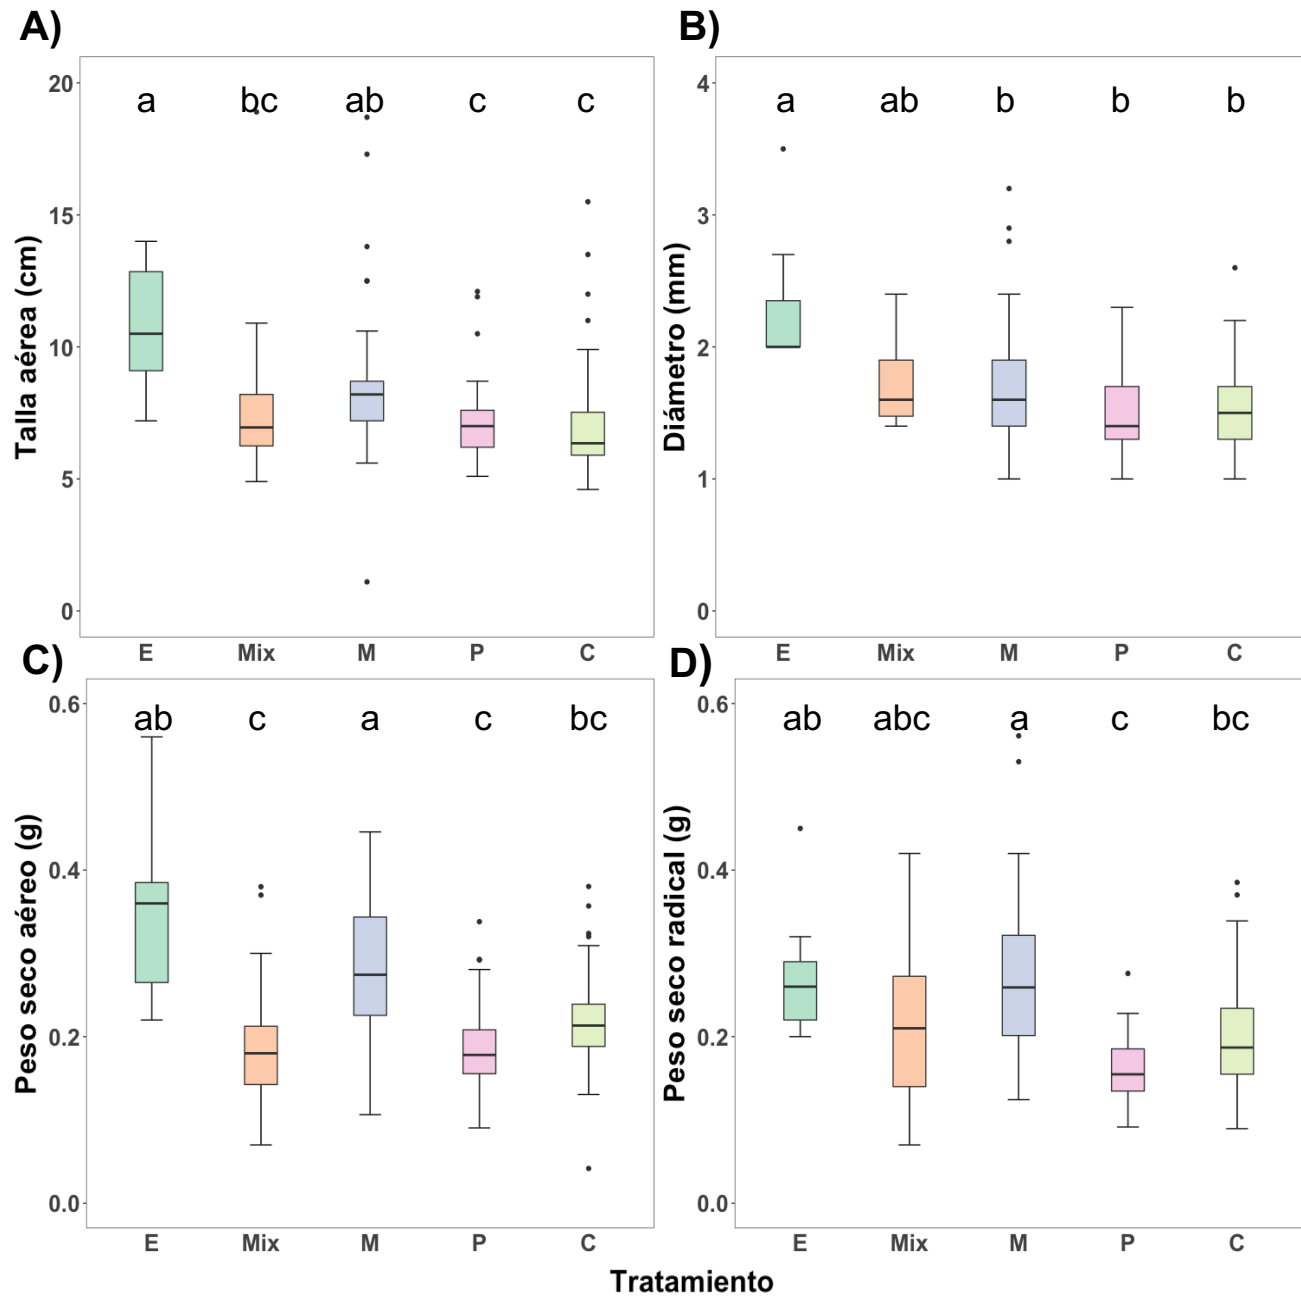 A)
B)
20
a
bc
ab
c
c
15
10
5
0
Talla aérea (cm)
E
Mix
M
P
C
4
a
ab
b
b
b
3
2
1
0
Diámetro (mm)
E
Mix
M
P
C
C)
D)
0.6
ab
c
a
c
bc
0.4
0.2
0.0
Peso seco aéreo (g)
E
Mix
M
P
C
0.6
ab
abc
a
c
bc
0.4
0.2
0.0
Peso seco radical (g)
E
Mix
M
P
C
Tratamiento